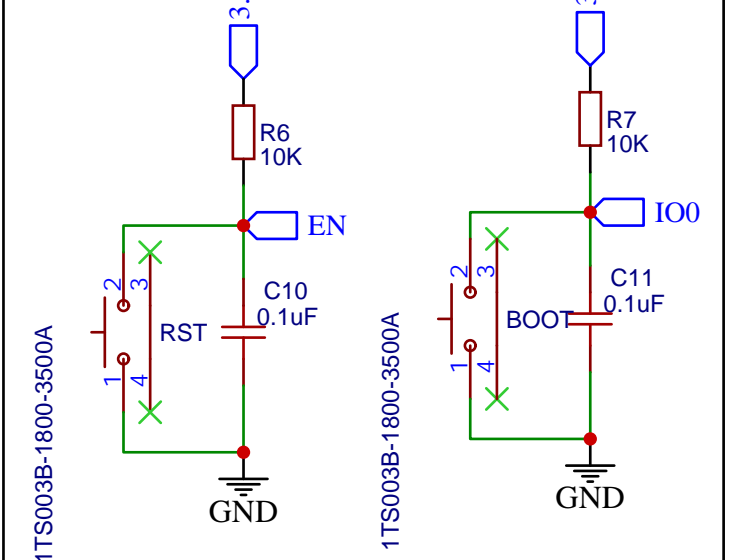 3.
R6
10K
EN
C10
0.1uF
RST
2
3
1
4
1TS003B-1800-3500A
GND
R7
10K
IO0
C11
0.1uF
BOOT
2
3
1
4
1TS003B-1800-3500A
GND